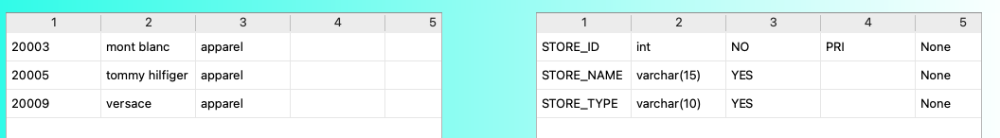 1 2 3 4 5
20003 mont blanc apparel
20005 tommy hilfiger apparel
20009 versace apparel
1 2 3 4 5
STORE_ID int NO PRI None
STORE_NAME varchar(15) YES None
STORE_TYPE varchar(10) YES None